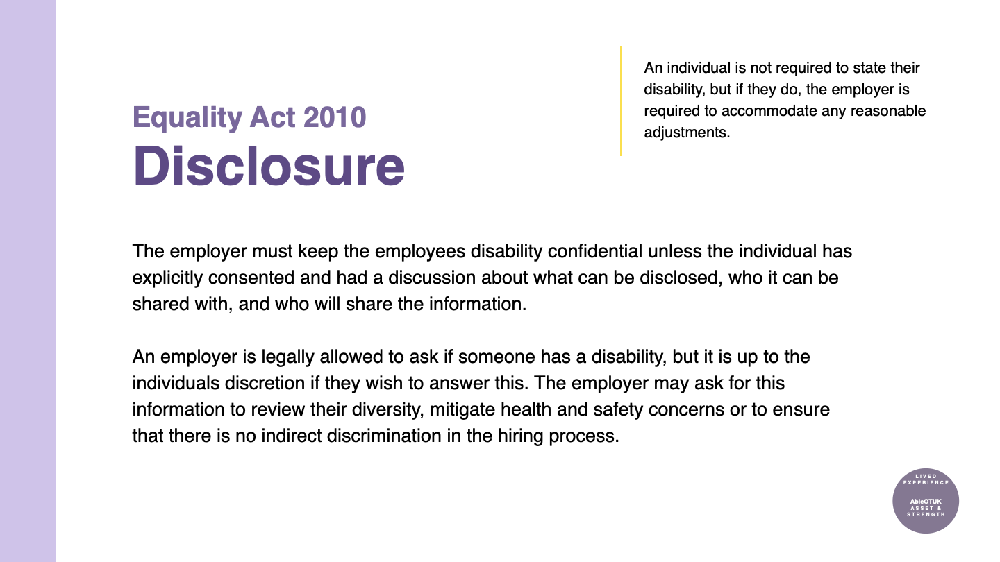 Equality Act 2010
Disclosure
An individual is not required to state their
disability, but if they do, the employer is
required to accommodate any reasonable
adjustments.
The employer must keep the employees disability confidential unless the individual has
explicitly consented and had a discussion about what can be disclosed, who it can be
shared with, and who will share the information.
An employer is legally allowed to ask if someone has a disability, but it is up to the
individuals discretion if they wish to answer this. The employer may ask for this
information to review their diversity, mitigate health and safety concerns or to ensure
that there is no indirect discrimination in the hiring process.
LIVED
EXPERIENCE
AbleOTUK
ASSET &
STRENGTH